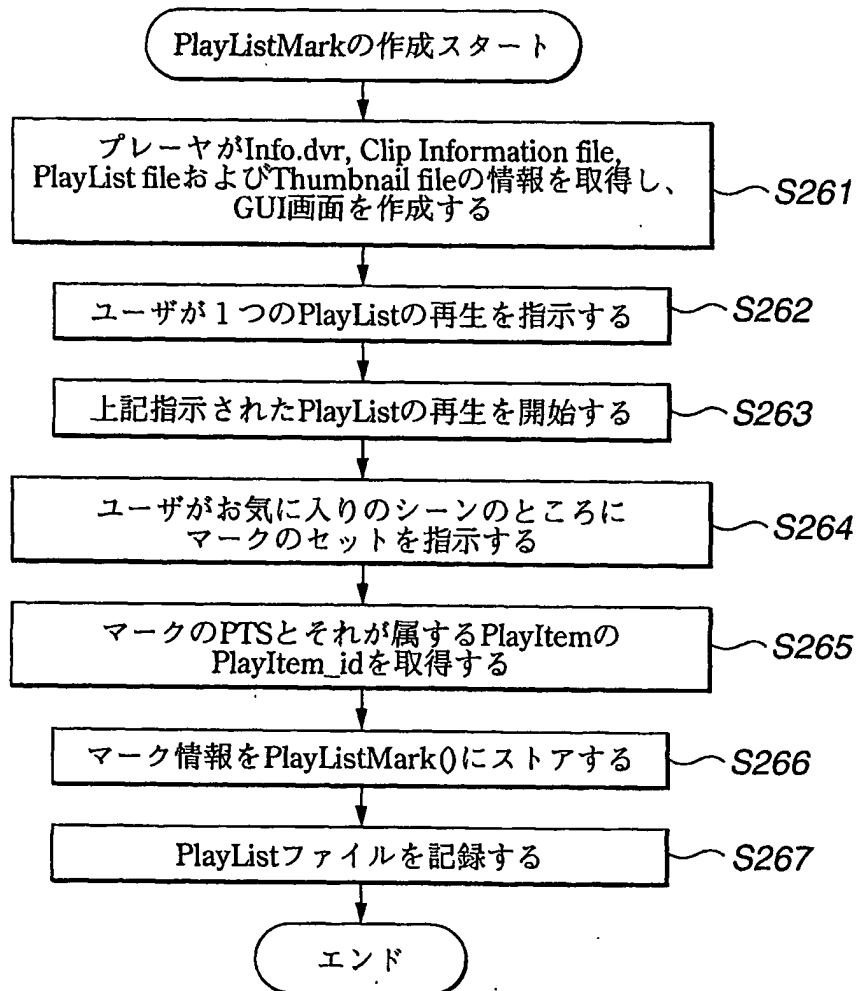 PlayListMarkの作成スタート
プレーヤがInfo.dvr, Clip Information file,
PlayList fileおよびThumbnail fileの情報を取得し、
GUI画面を作成する
S261
ユーザが1つのPlayListの再生を指示する
S262
上記指示されたPlayListの再生を開始する
S263
ユーザがお気に入りのシーンのところに
マークのセットを指示する
S264
マークのPTSとそれが属するPlayItemの
PlayItem_idを取得する
S265
マーク情報をPlayListMark()にストアする
S266
PlayListファイルを記録する
S267
エンド